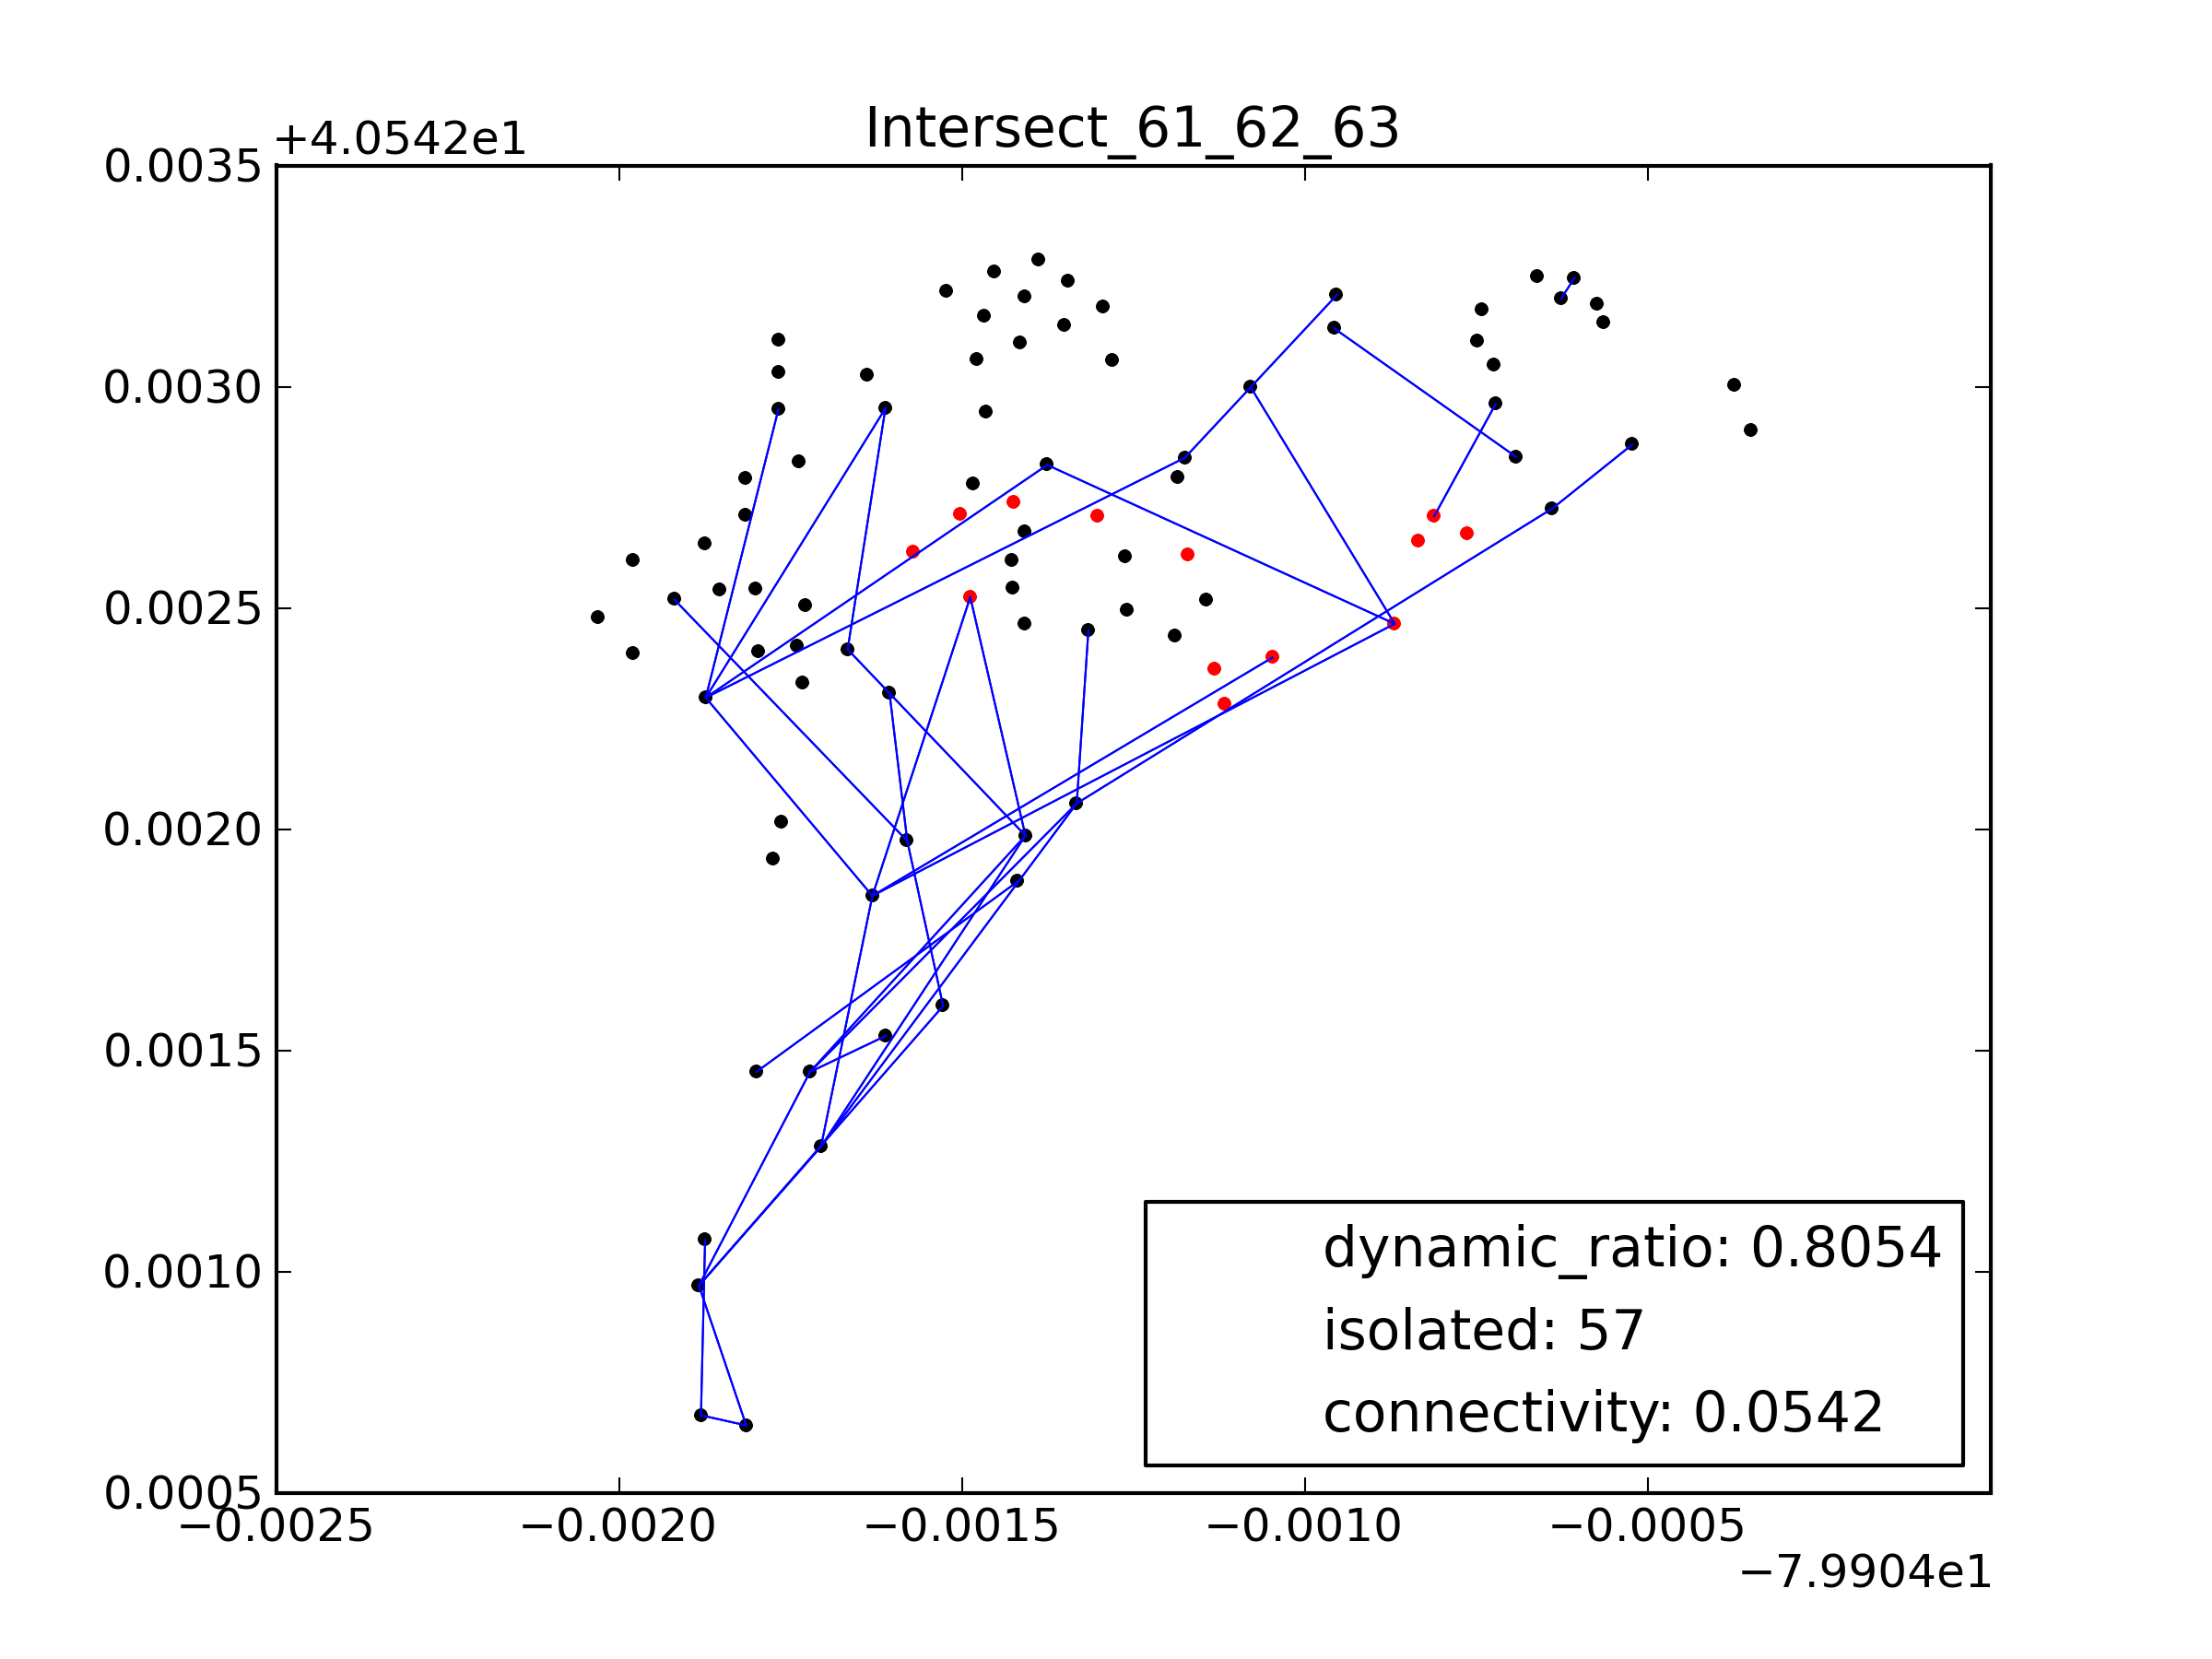 Intersect_61_62_63
+4.0542e1
0.0035
0.0030
0.0025
0.0020
0.0015
0.0010
0.0005
dynamic_ratio: 0.8054
isolated: 57
connectivity: 0.0542
−0.0025 −0.0020 −0.0015 −0.0010 −0.0005
−7.9904e1